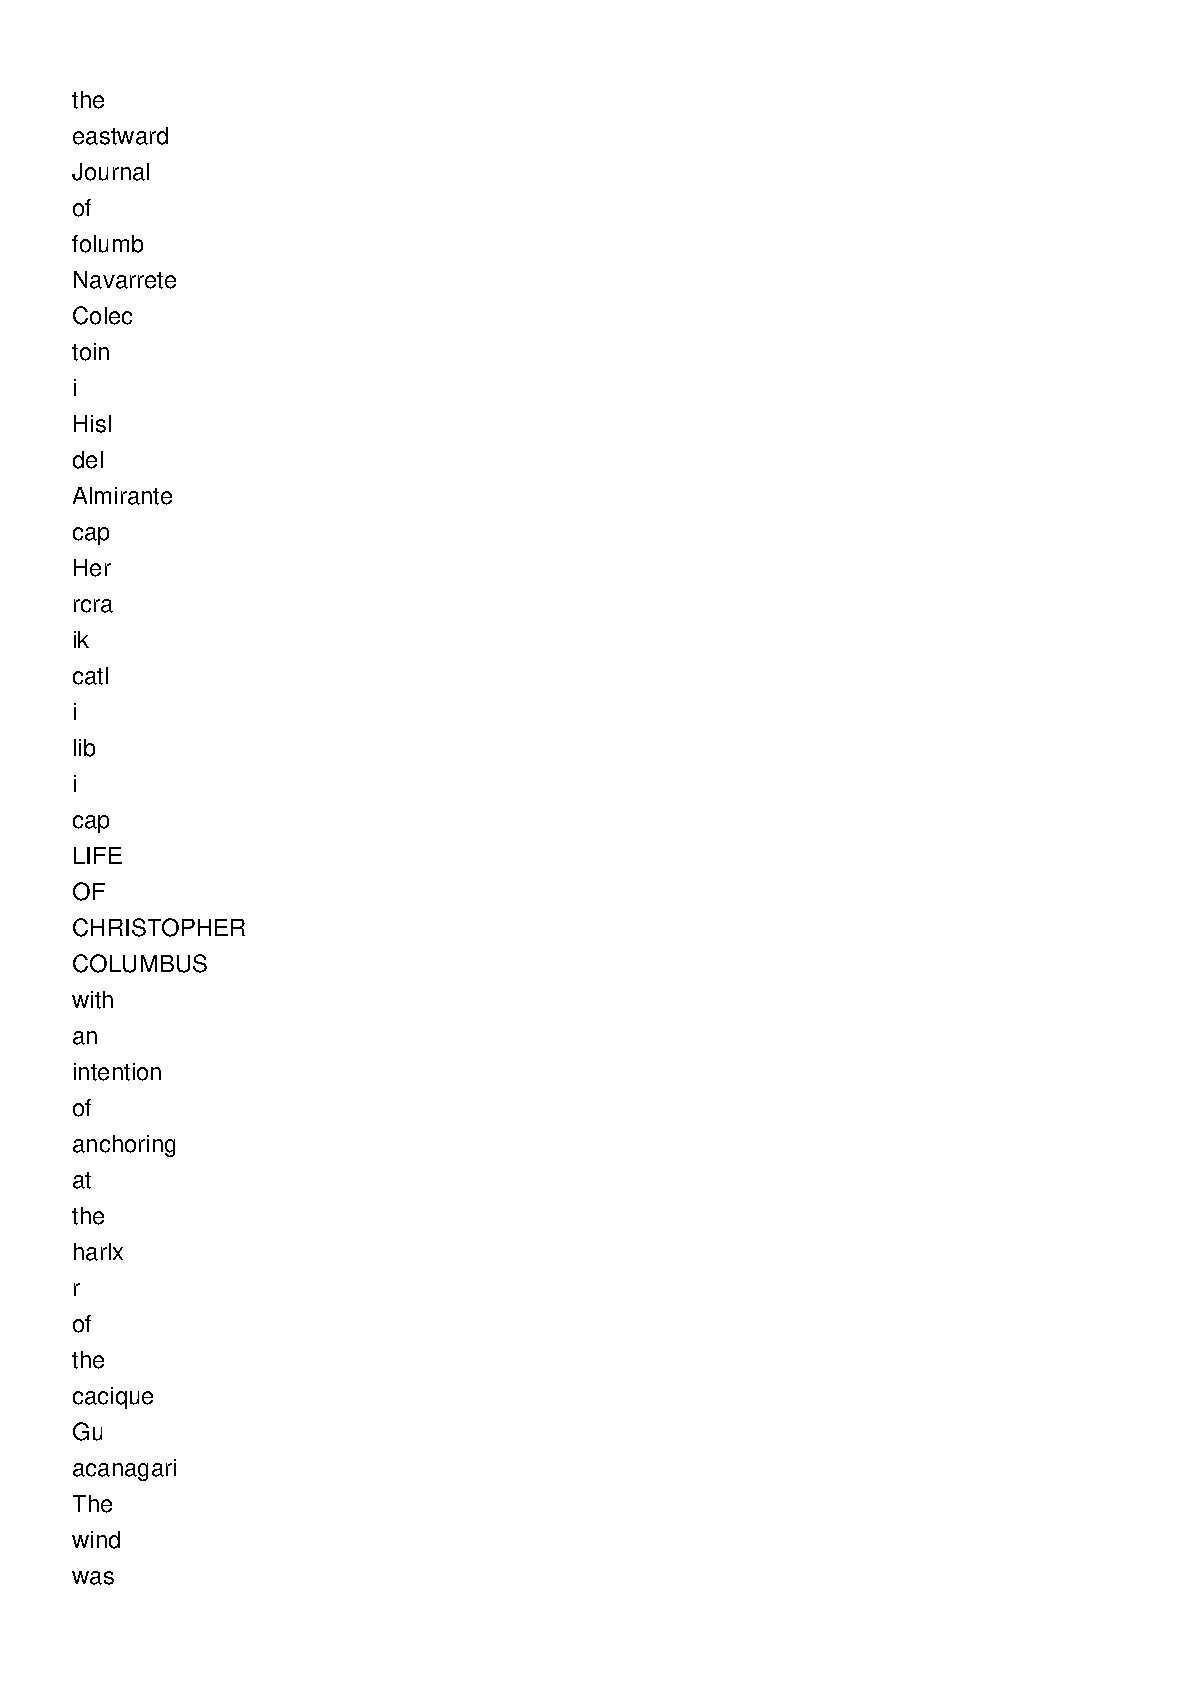 the
eastward
Journal
of
folumb
Navarrete
Colec
toin
i
Hisl
del
Almirante
cap
Her
rcra
ik
catl
i
lib
i
cap
LIFE
OF
CHRISTOPHER
COLUMBUS
with
an
intention
of
anchoring
at
the
harlx
r
of
the
cacique
Gu
acanagari
The
wind
was